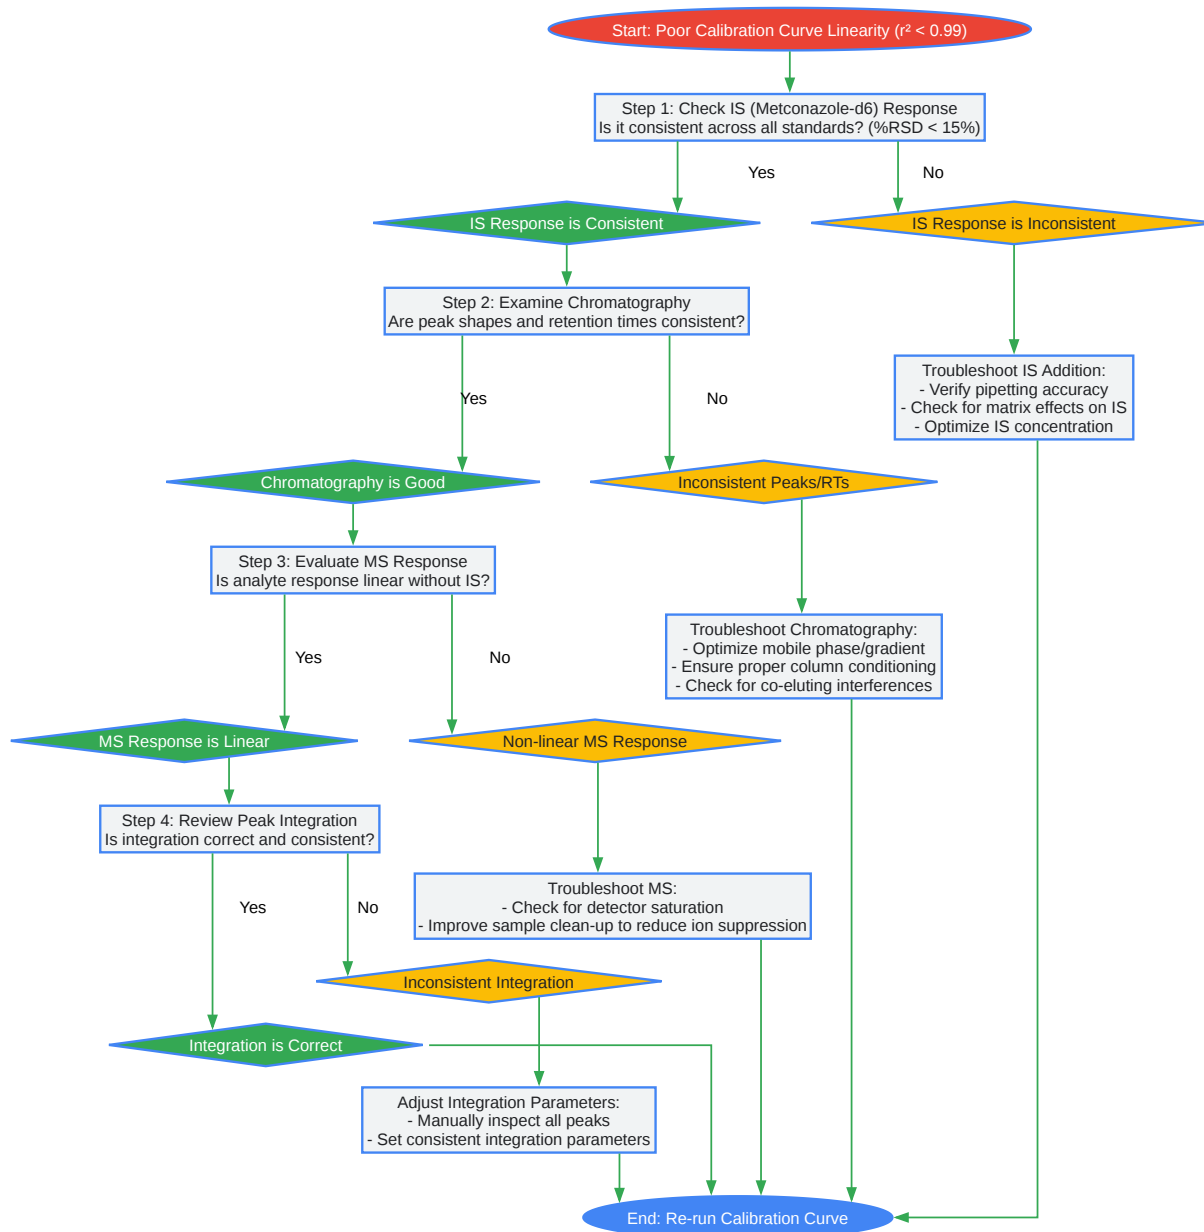 Start: Poor Calibration Curve Linearity (r² < 0.99)
Step 1: Check IS (Metconazole-d6) Response
Is it consistent across all standards? (%RSD < 15%)
Yes
No
IS Response is Consistent
IS Response is Inconsistent
Step 2: Examine Chromatography
Are peak shapes and retention times consistent?
Troubleshoot IS Addition:
- Verify pipetting accuracy
- Check for matrix effects on IS
- Optimize IS concentration
Yes
No
Chromatography is Good
Inconsistent Peaks/RTs
Step 3: Evaluate MS Response
Is analyte response linear without IS?
Troubleshoot Chromatography:
- Optimize mobile phase/gradient
- Ensure proper column conditioning
- Check for co-eluting interferences
Yes
No
MS Response is Linear
Non-linear MS Response
Step 4: Review Peak Integration
Is integration correct and consistent?
Troubleshoot MS:
- Check for detector saturation
- Improve sample clean-up to reduce ion suppression
Yes
No
Inconsistent Integration
Integration is Correct
Adjust Integration Parameters:
- Manually inspect all peaks
- Set consistent integration parameters
End: Re-run Calibration Curve